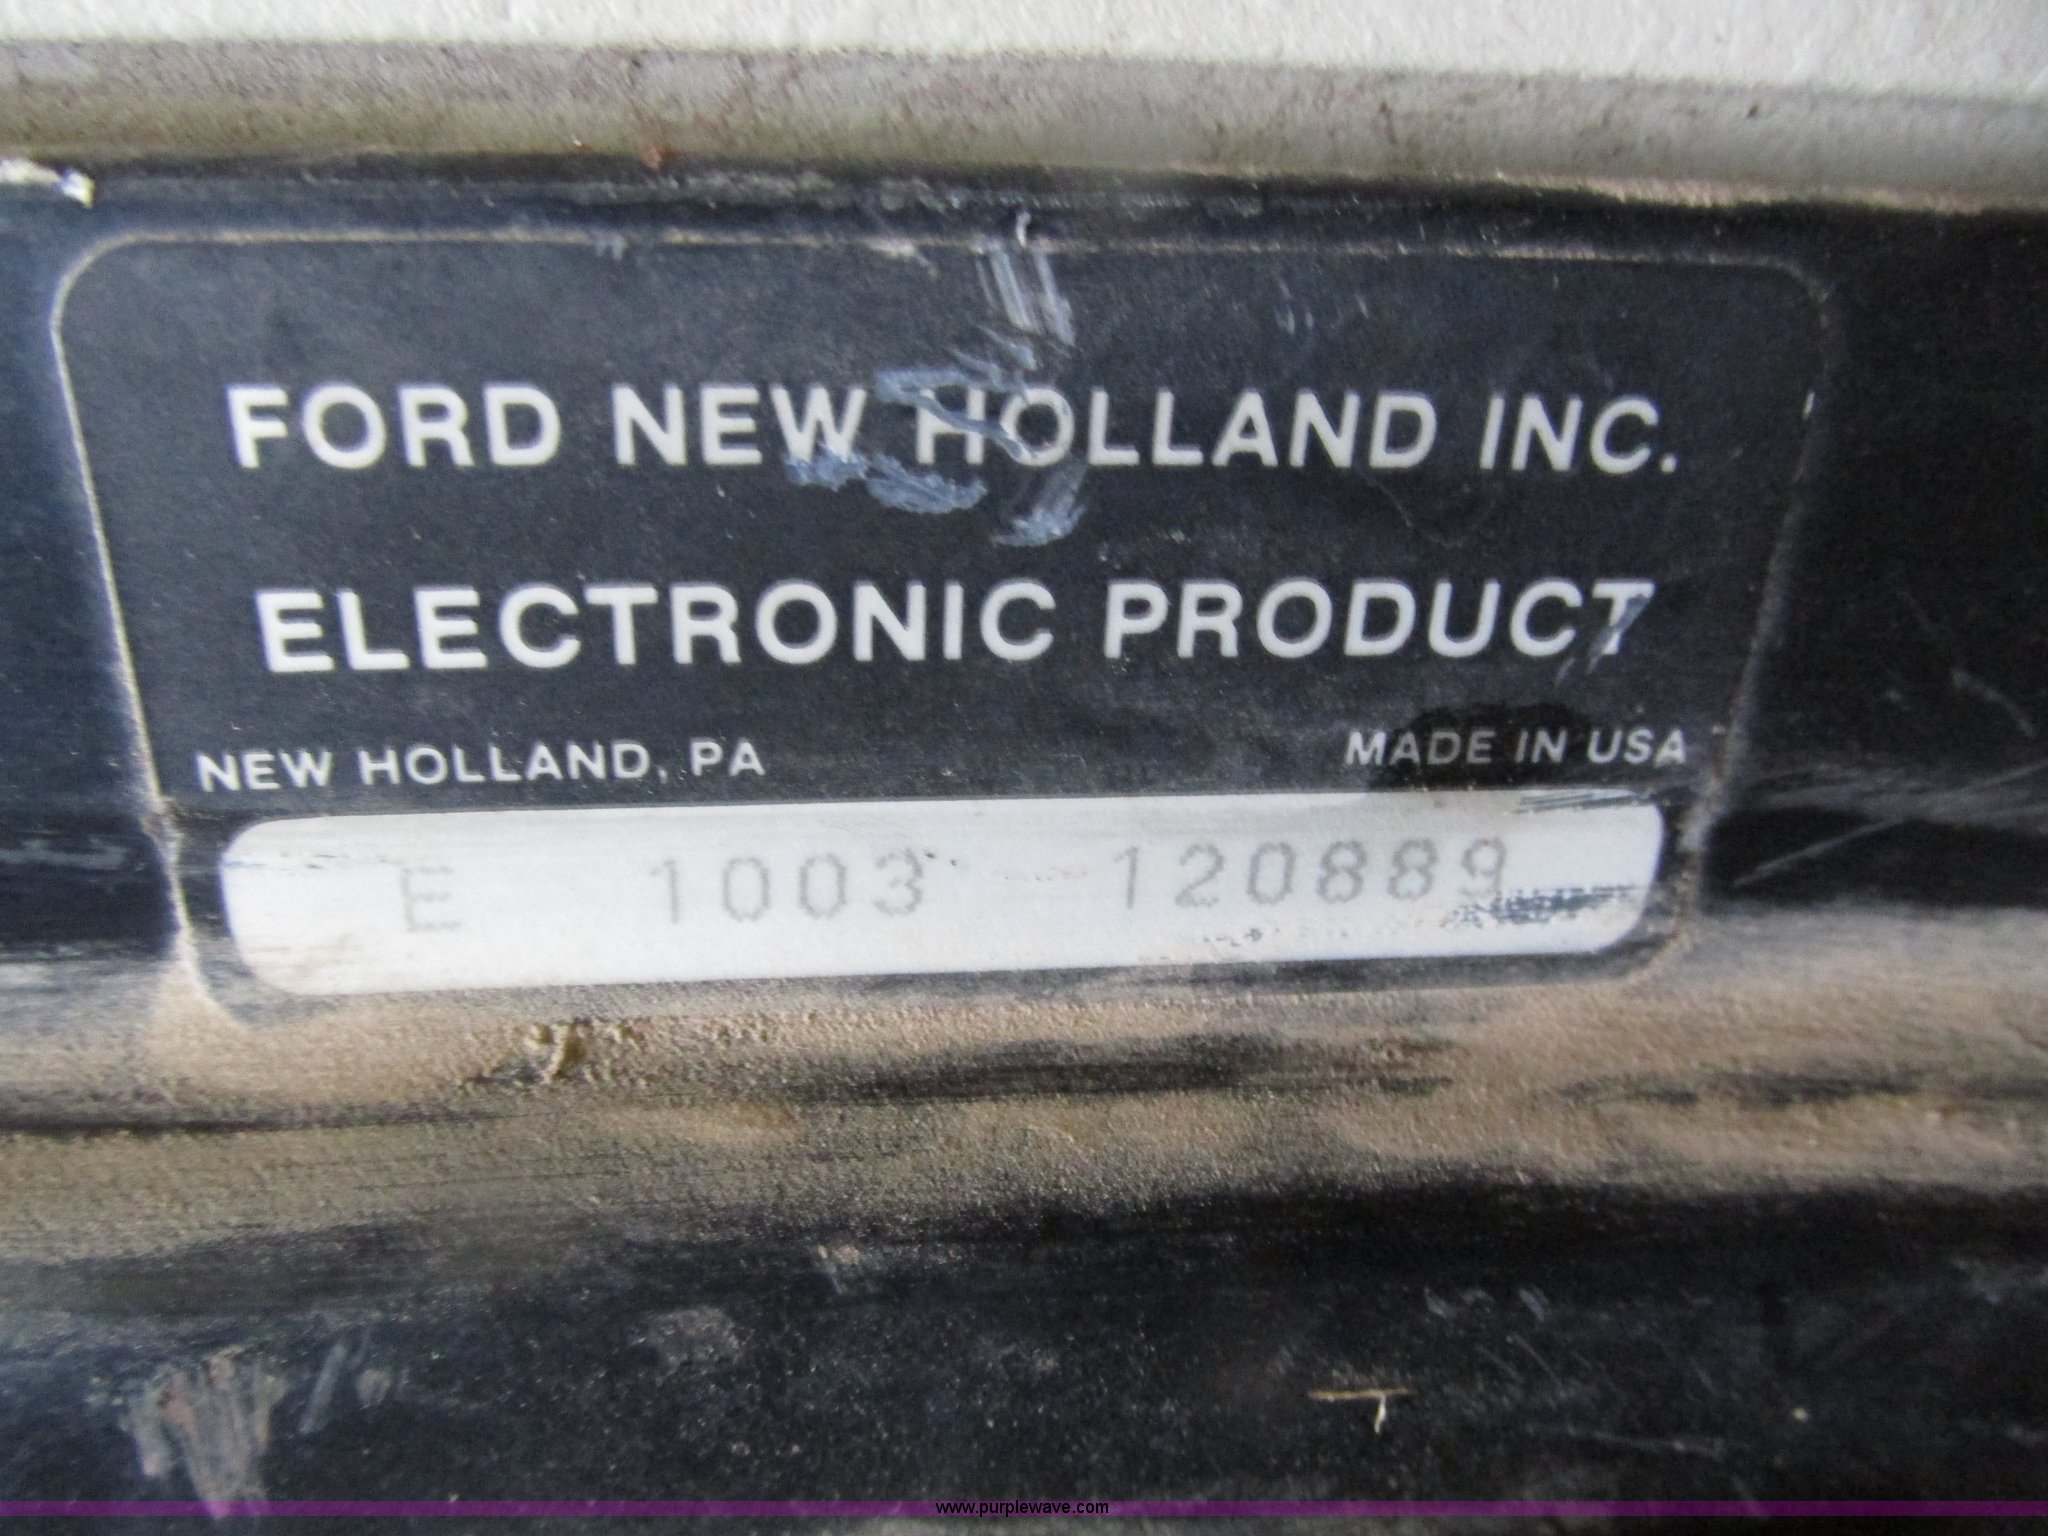 FORD NEW HOLLAND INC.
ELECTRONIC PRODUCT
NEW HOLLAND, PA MADE IN USA
E 1003 120889
www.purplewave.com